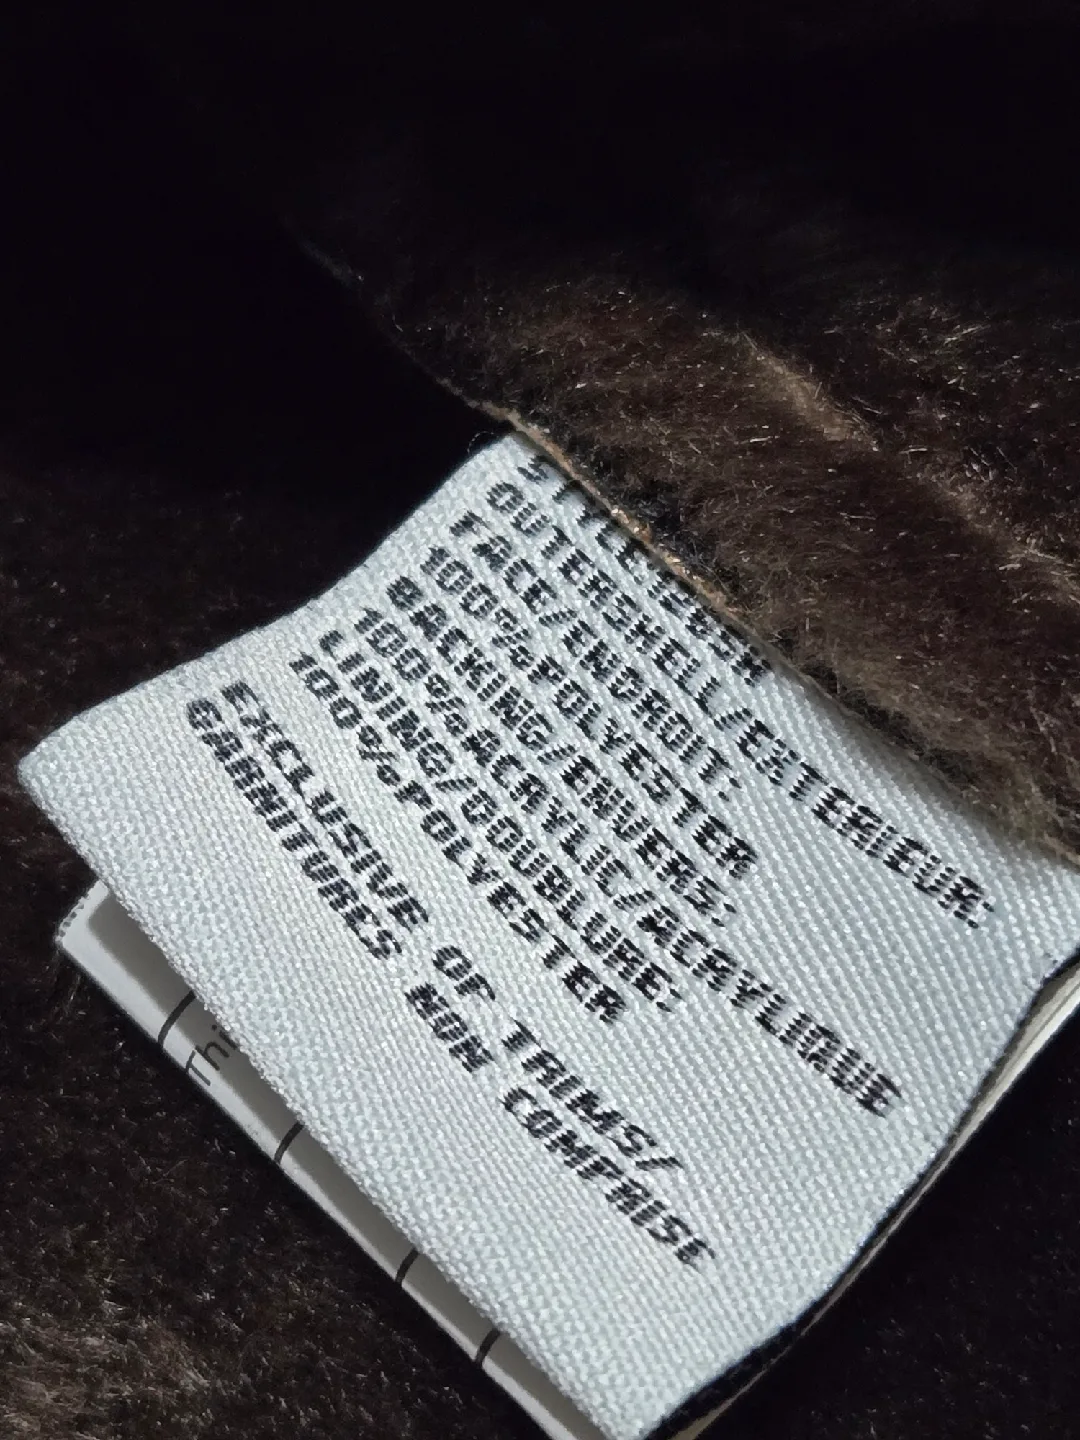 OUTERSHELL/EXTERIEUR:
FACE/ENDROIT:
100%POLYESTER
BACKING/ENVERS:
100%ACRYLIC/ACRYLIQUE
LINING/DOUBLURE:
100%POLYESTER
EXCLUSIVE OF TRIMS/
GARNITURES NON COMPRISE
Thi